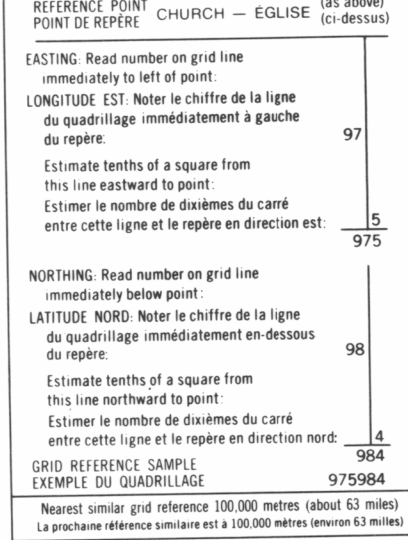 REFERENCE POINT CHURCH — ÉGLISE (as above)
POINT DE REPÈRE (ci-dessus)
EASTING: Read number on grid line
immediately to left of point:
LONGITUDE EST: Noter le chiffre de la ligne
du quadrillage immédiatement à gauche
du repère: 97
Estimate tenths of a square from
this line eastward to point:
Estimer le nombre de dixièmes du carré
entre cette ligne et le repère en direction est: 5
975
NORTHING: Read number on grid line
immediately below point:
LATITUDE NORD: Noter le chiffre de la ligne
du quadrillage immédiatement en-dessous
du repère: 98
Estimate tenths of a square from
this line northward to point:
Estimer le nombre de dixièmes du carré
entre cette ligne et le repère en direction nord: 4
984
GRID REFERENCE SAMPLE
EXEMPLE DU QUADRILLAGE 975984
Nearest similar grid reference 100,000 metres (about 63 miles)
La prochaine référence similaire est à 100,000 mètres (environ 63 milles)